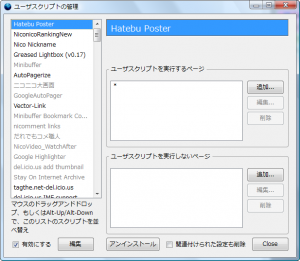 ユーザスクリプトの管理
Hatebu Poster
NiconicoRankingNew
Nico Nickname
Greased Lightbox (v0.17)
Minibuffer
AutoPagerize
ニコニコ大画面
GoogleAutoPager
Vector-Link
Minibuffer Bookmark Co...
nicomment links
だれでもコメ職人
NicoVideo_WatchAfter
Google Highlighter
del.icio.us add thumbnail
Stay On Internet Archive
tagthe.net-del.icio.us
del.icio.us IME support
マウスのドラッグアンドドロップ、もしくはAlt-Up/Alt-Downで、このリストのスクリプトを並べ替え
有効にする
編集
Hatebu Poster
ユーザスクリプトを実行するページ
*
追加...
編集...
削除
ユーザスクリプトを実行しないページ
追加...
編集...
削除
アンインストール
関連付けられた設定も削除
Close